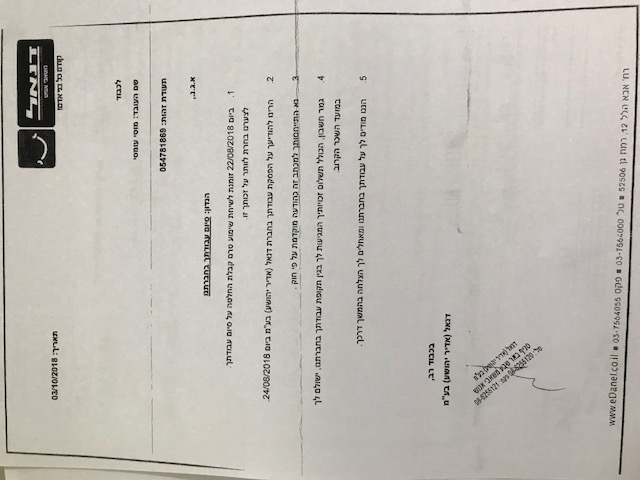 דנאל
משאבי אנוש
קודם כל בני אדם!
תאריך: 03/10/2018
לכבוד
שם העובד: מוסי עומסי
תעודת זהות: 054781869
א.ג.נ.,
הנדון: סיום עבודתך בחברתנו
1. ביום 22/08/2018 זומנת לשיחת שימוע טרם קבלת החלטה על סיום עבודתך.
לצערנו בחרת לוותר על זכותך זו.
2. הרינו להודיעך על הפסקת עבודתך בחברת דנאל (אדיר יהושע) בע"מ ביום 24/08/2018.
3. נא התייחסותך למכתב זה כהודעה מוקדמת על פי חוק.
4. גמר חשבון, הכולל תשלום זכויותיך המגיעות לך בגין תקופת עבודתך בחברתנו, ישולם לך
במועד השכר הקרוב.
5. הננו מודים לך על עבודתך בחברתנו ומאחלים לך הצלחה בהמשך דרכך.
בכבוד רב,
דנאל (אדיר יהושע) בע"מ
דנאל (אדיר יהושע) בע"מ
סניף באר שבע משאבי אנוש
רח' אבא הלל 12, רמת גן 52506 ■ טל' 03-7564000 ■ פקס 03-7564055 ■ www.eDanel.co.il